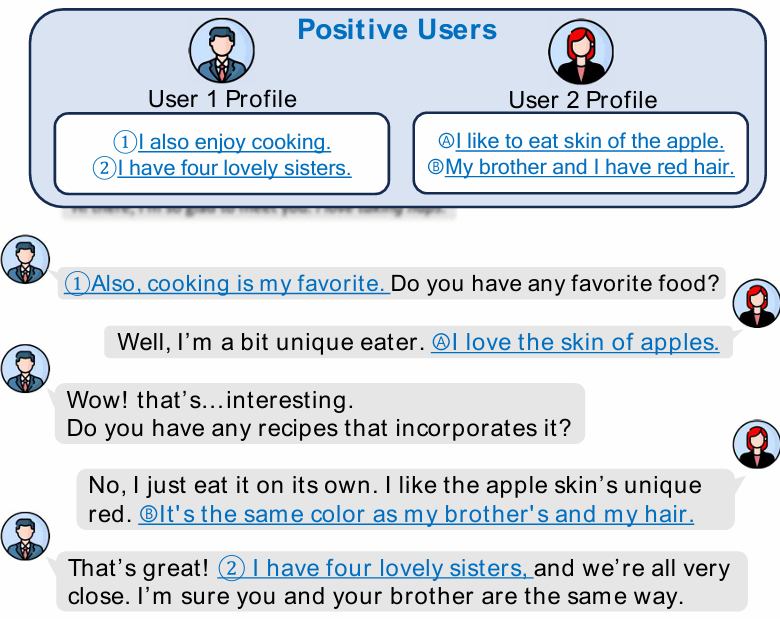 Positive Users
User 1 Profile
①I also enjoy cooking.
②I have four lovely sisters.
User 2 Profile
ⒶI like to eat skin of the apple.
ⒷMy brother and I have red hair.
①Also, cooking is my favorite. Do you have any favorite food?
Well, I'm a bit unique eater. ⒶI love the skin of apples.
Wow! that's...interesting.
Do you have any recipes that incorporates it?
No, I just eat it on its own. I like the apple skin's unique
red. ⒷIt's the same color as my brother's and my hair.
That's great! ② I have four lovely sisters, and we're all very
close. I'm sure you and your brother are the same way.